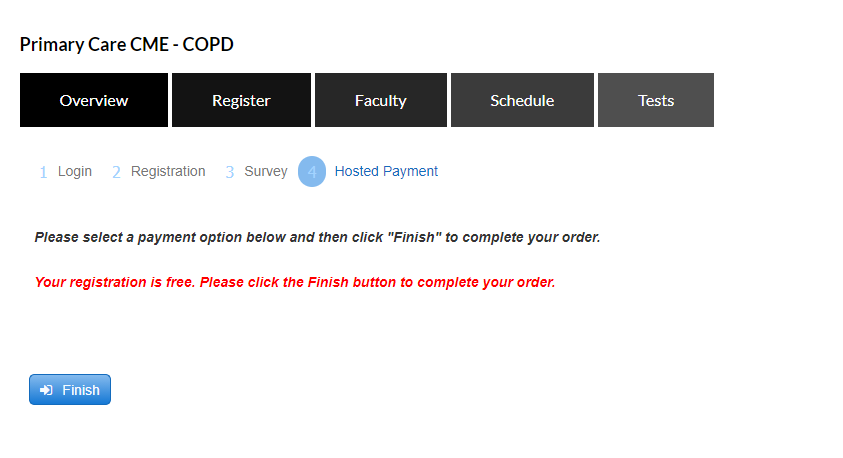 Primary Care CME - COPD
Overview Register Faculty Schedule Tests
1 Login 2 Registration 3 Survey 4 Hosted Payment
Please select a payment option below and then click "Finish" to complete your order.
Your registration is free. Please click the Finish button to complete your order.
Finish